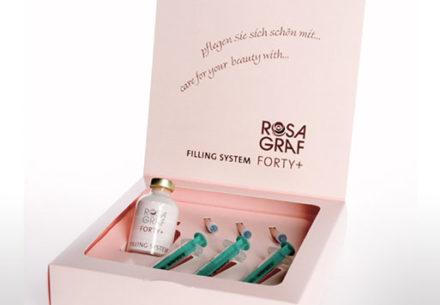 pflegen sie sich schön mit...
care for your beauty with...
ROSA
GRAF
FILLING SYSTEM FORTY+
ROSA
GRAF
FORTY+
FILLING SYSTEM